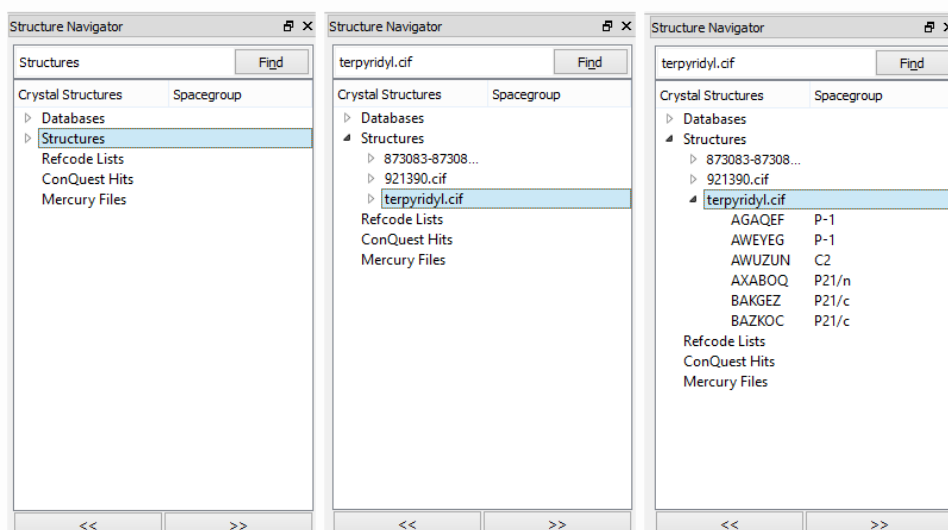 Structure Navigator
Structures Find
Crystal Structures Spacegroup
Databases
Structures
Refcode Lists
ConQuest Hits
Mercury Files
<< >>
Structure Navigator
terpyridyl.cif Find
Crystal Structures Spacegroup
Databases
Structures
873083-87308...
921390.cif
terpyridyl.cif
Refcode Lists
ConQuest Hits
Mercury Files
<< >>
Structure Navigator
terpyridyl.cif Find
Crystal Structures Spacegroup
Databases
Structures
873083-87308...
921390.cif
terpyridyl.cif
AGAQEF P-1
AWEYEG P-1
AWUZUN C2
AXABOQ P21/n
BAKGEZ P21/c
BAZKOC P21/c
Refcode Lists
ConQuest Hits
Mercury Files
<< >>